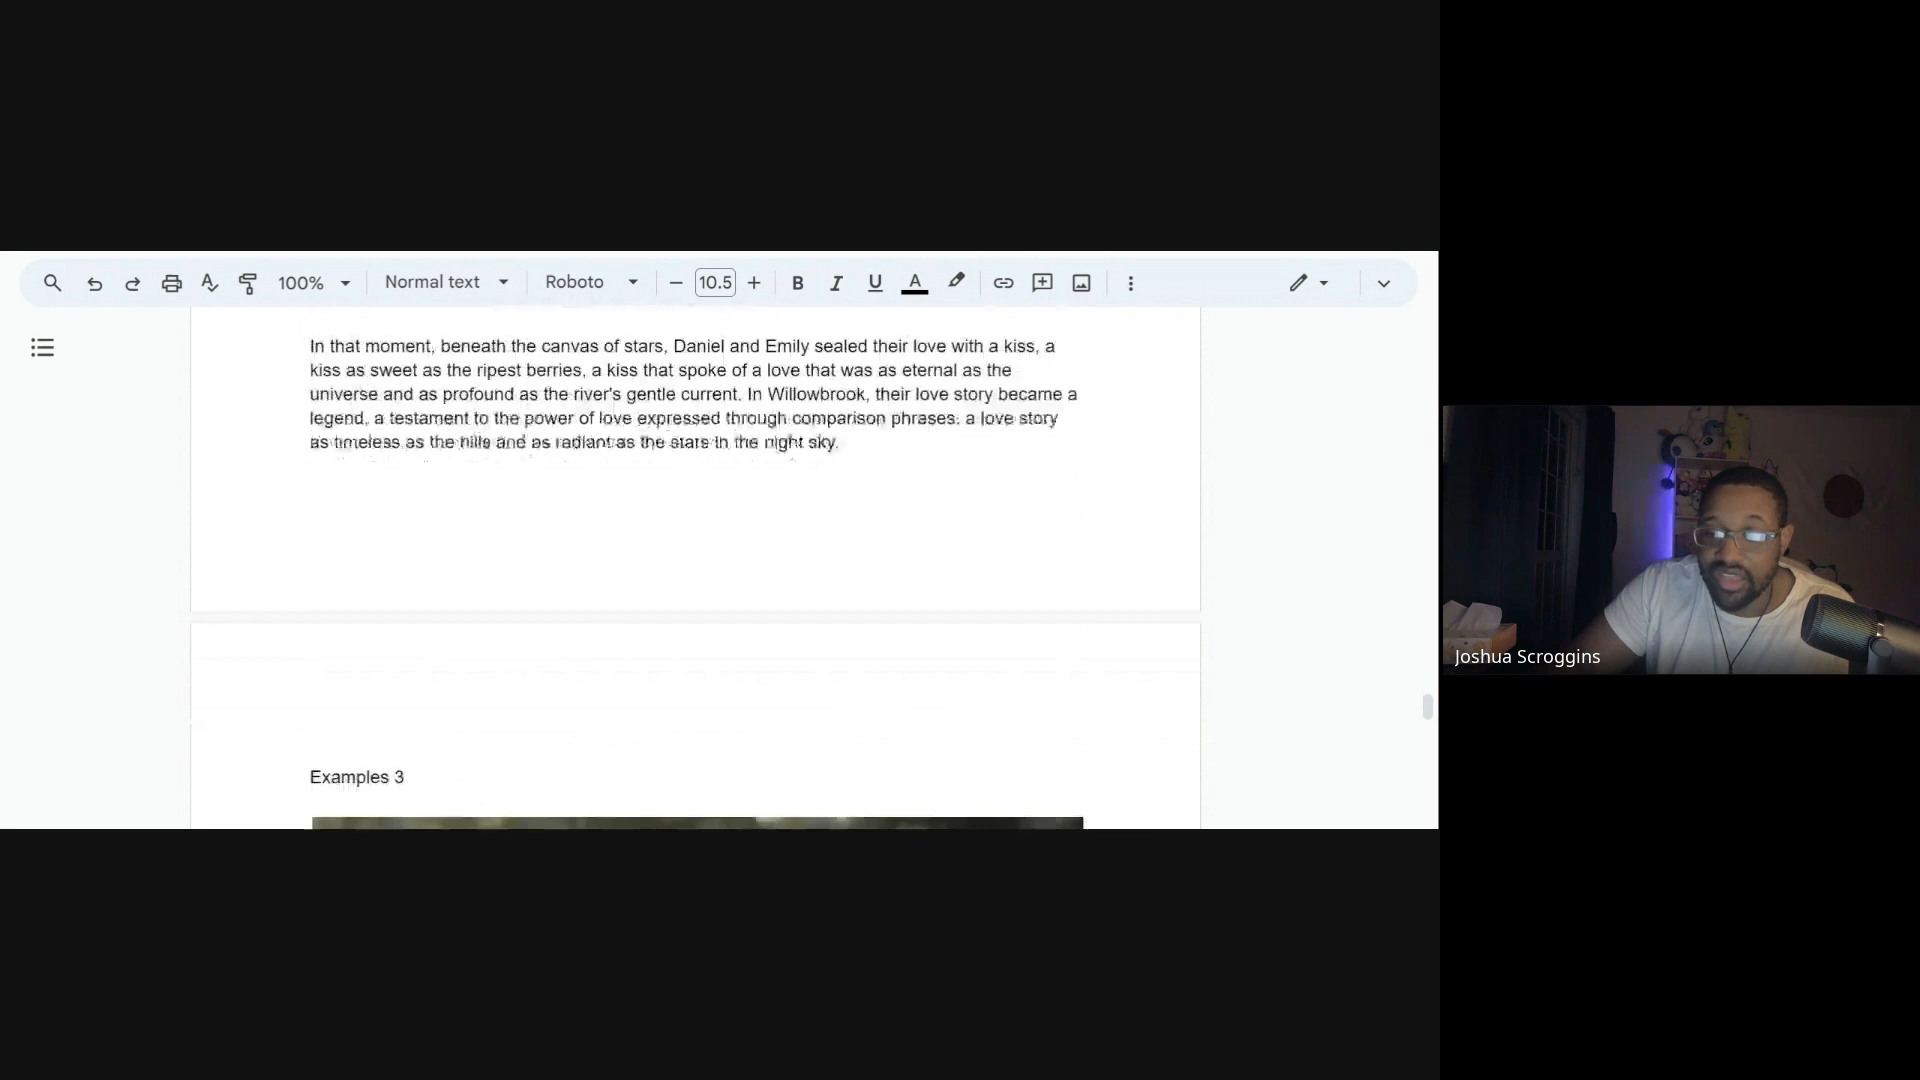 100%
Normal text
Roboto
10.5
B
I
U
A
In that moment, beneath the canvas of stars, Daniel and Emily sealed their love with a kiss, a
kiss as sweet as the ripest berries, a kiss that spoke of a love that was as eternal as the
universe and as profound as the river's gentle current. In Willowbrook, their love story became a
legend, a testament to the power of love expressed through comparison phrases. a love story
as timeless as the hills and as radiant as the stars in the night sky.
Examples 3
Joshua Scroggins